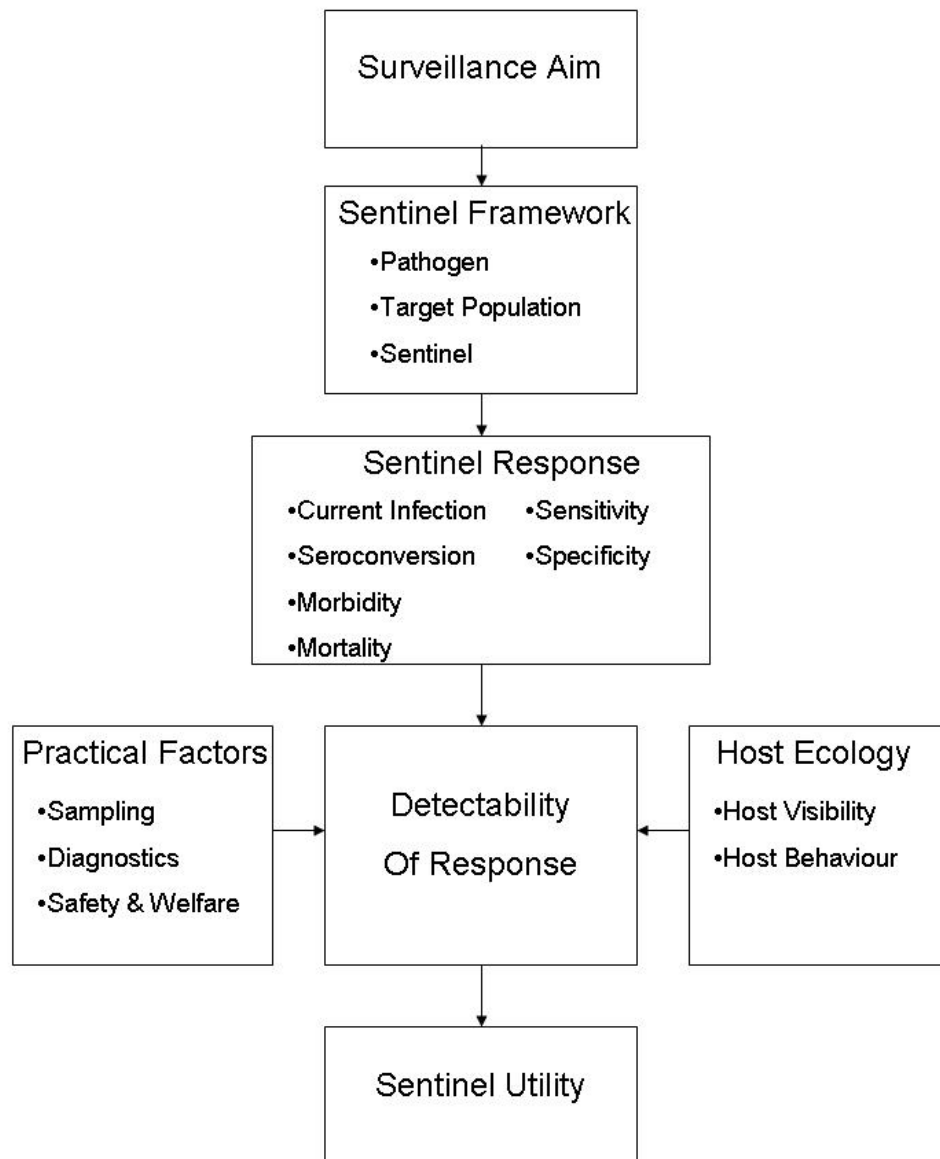 Surveillance Aim
Sentinel Framework
•Pathogen
•Target Population
•Sentinel
Sentinel Response
•Current Infection
•Seroconversion
•Morbidity
•Mortality
•Sensitivity
•Specificity
Practical Factors
•Sampling
•Diagnostics
•Safety & Welfare
Detectability
Of Response
Host Ecology
•Host Visibility
•Host Behaviour
Sentinel Utility